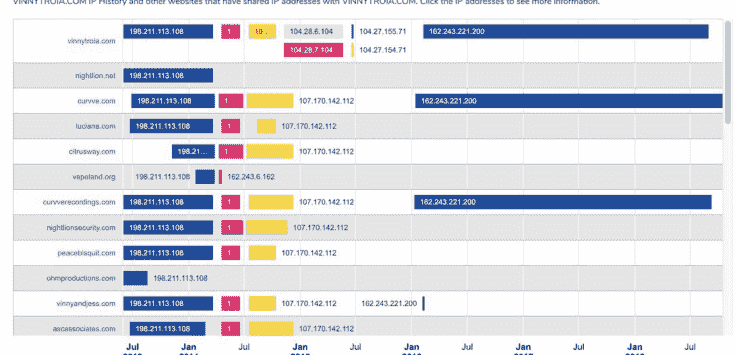 VINNYTROIA.COM IP History and other websites that have shared IP addresses with VINNYTROIA.COM. Click the IP addresses to see more information.
vinnytroia.com 198.211.113.108 1 10 . 104.28.6.104 104.27.155.71 162.243.221.200
104.28.7.104 104.27.154.71
nightlion.net 198.211.113.108
curvve.com 198.211.113.108 1 107.170.142.112 162.243.221.200
luciana.com 198.211.113.108 1 107.170.142.112
citrusway.com 198.21... 1 107.170.142.112
vapeland.org 198.211.113.108 162.243.6.162
curvverecordings.com 198.211.113.108 1 107.170.142.112 162.243.221.200
nightlionsecurity.com 198.211.113.108 1 107.170.142.112
peacebisquit.com 198.211.113.108 1 107.170.142.112
ohmproductions.com 198.211.113.108
vinnyandjess.com 198.211.113.108 1 107.170.142.112 162.243.221.200
ascassociates.com 198.211.113.108 1 107.170.142.112
Jul Jan Jul Jan Jul Jan Jul Jan Jul Jan Jul